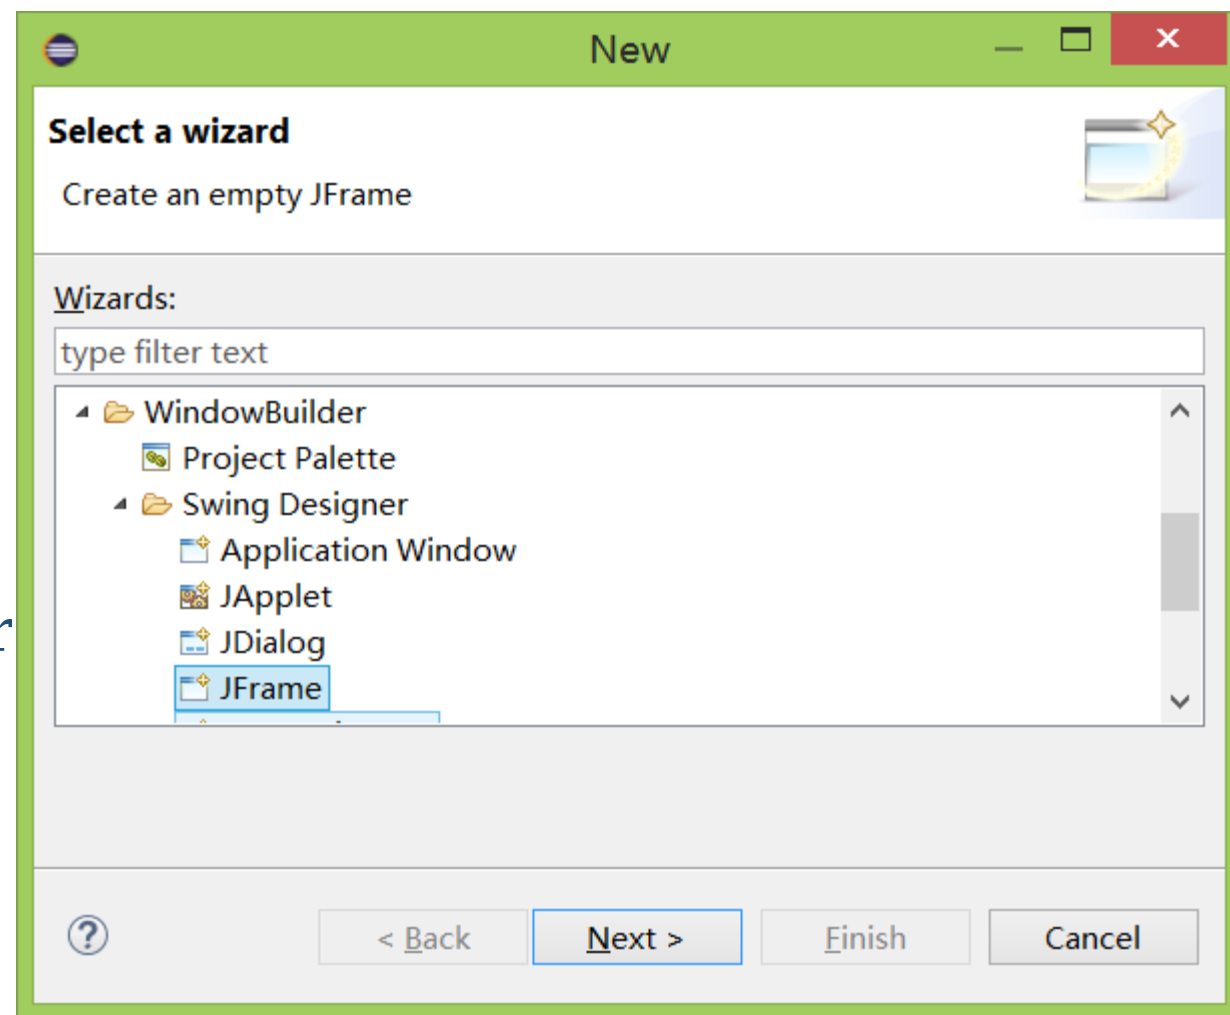 New
Select a wizard
Create an empty JFrame
Wizards:
type filter text
WindowBuilder
Project Palette
Swing Designer
Application Window
JApplet
r
JDialog
JFrame
< Back
Next >
Finish
Cancel